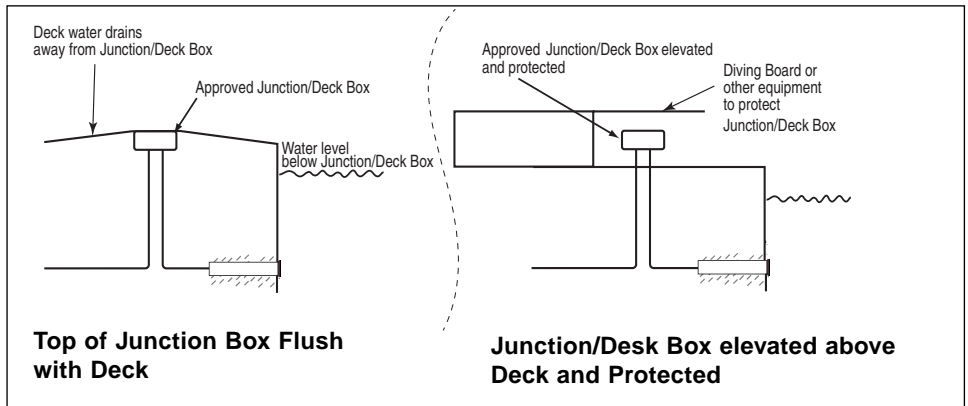 Deck water drains
away from Junction/Deck Box
Approved Junction/Deck Box
Water level
below Junction/Deck Box
Top of Junction Box Flush
with Deck
Approved Junction/Deck Box elevated
and protected
Diving Board or
other equipment
to protect
Junction/Deck Box
Junction/Desk Box elevated above
Deck and Protected